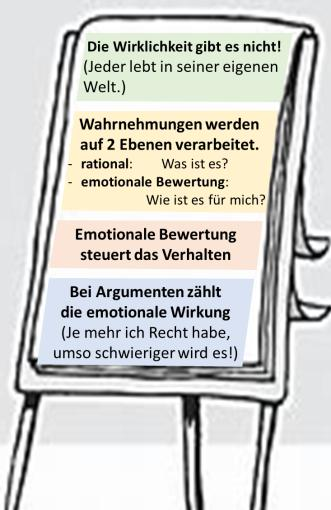 Die Wirklichkeit gibt es nicht!
(Jeder lebt in seiner eigenen
Welt.)
Wahrnehmungen werden
auf 2 Ebenen verarbeitet.
- rational: Was ist es?
- emotionale Bewertung:
Wie ist es für mich?
Emotionale Bewertung
steuert das Verhalten
Bei Argumenten zählt
die emotionale Wirkung
(Je mehr ich Recht habe,
umso schwieriger wird es!)